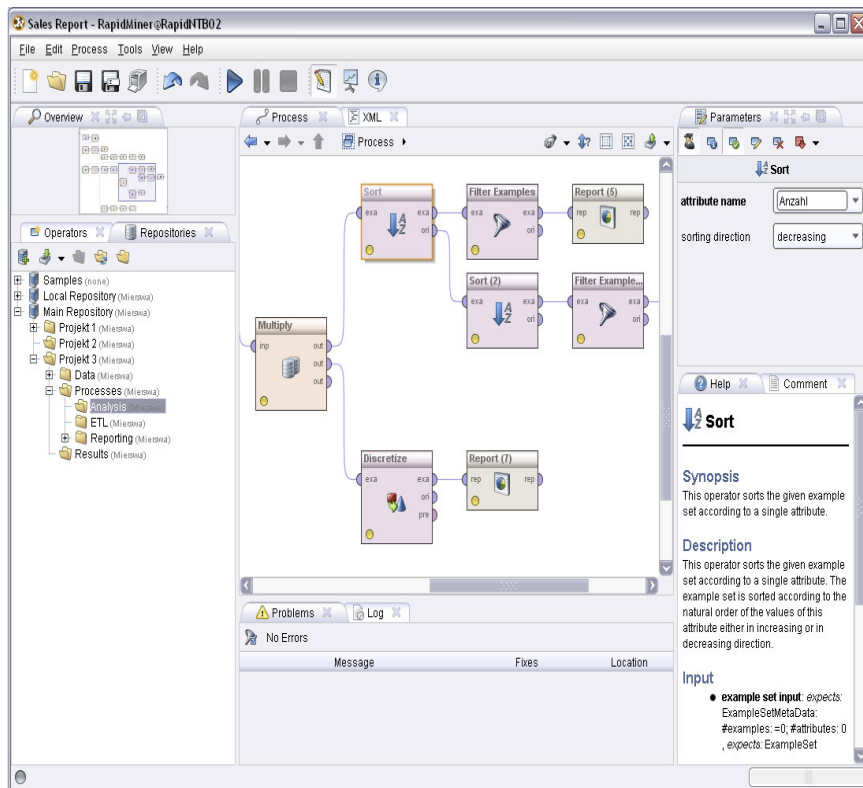 Sales Report - RapidMiner@RapidNTB02
File Edit Process Tools View Help
Overview
Operators
Repositories
Samples (none)
Local Repository (Mierswa)
Main Repository (Mierswa)
Projekt 1 (Mierswa)
Projekt 2 (Mierswa)
Projekt 3 (Mierswa)
Data (Mierswa)
Processes (Mierswa)
Analysis (Mierswa)
ETL (Mierswa)
Reporting (Mierswa)
Results (Mierswa)
Process
XML
Process
Sort
exa exa
ori
Filter Examples
exa exa
ori
Report (5)
rep rep
Sort (2)
exa exa
ori
Filter Example...
exa exa
ori
Multiply
inp out
out
out
Discretize
exa exa
ori
pre
Report (7)
rep rep
Problems
Log
No Errors
Message Fixes Location
Parameters
Sort
attribute name Anzahl
sorting direction decreasing
Help
Comment
Sort
Synopsis
This operator sorts the given example
set according to a single attribute.
Description
This operator sorts the given example
set according to a single attribute. The
example set is sorted according to the
natural order of the values of this
attribute either in increasing or in
decreasing direction.
Input
example set input: expects:
ExampleSetMetaData:
#examples: =0; #attributes: 0
, expects: ExampleSet